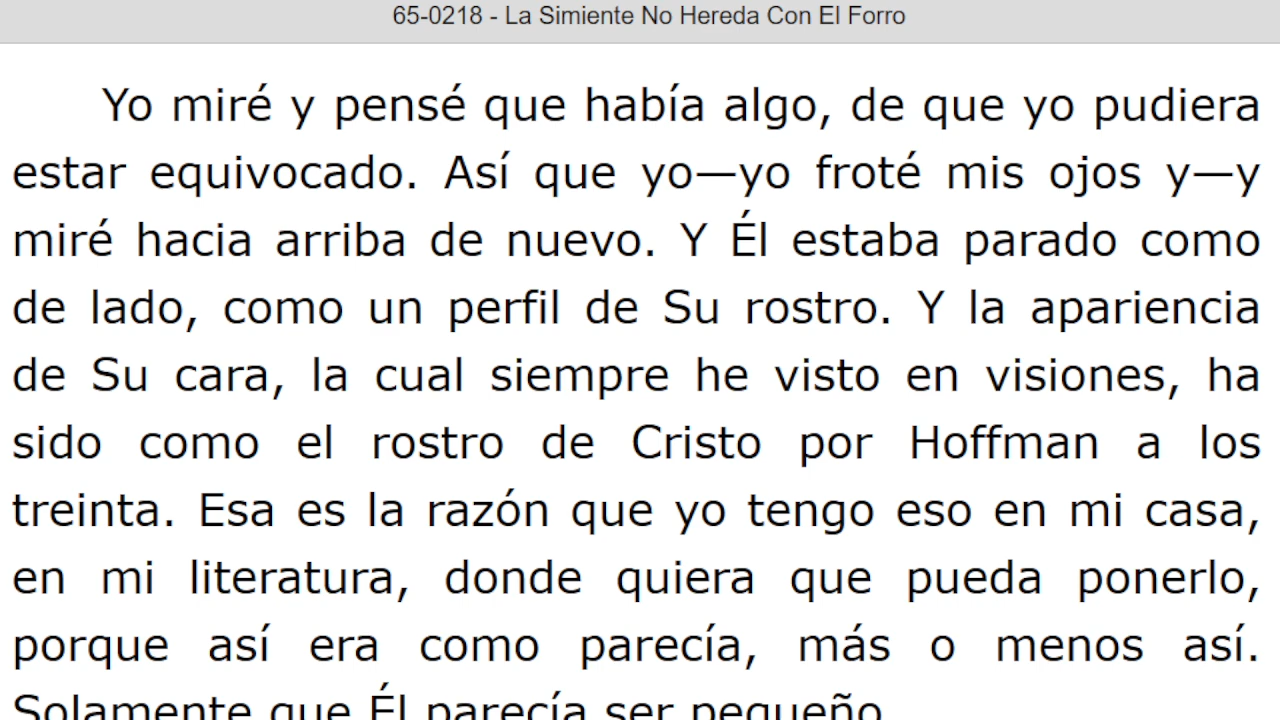 65-0218 - La Simiente No Hereda Con El Forro
Yo miré y pensé que había algo, de que yo pudiera
estar equivocado. Así que yo—yo froté mis ojos y—y
miré hacia arriba de nuevo. Y Él estaba parado como
de lado, como un perfil de Su rostro. Y la apariencia
de Su cara, la cual siempre he visto en visiones, ha
sido como el rostro de Cristo por Hoffman a los
treinta. Esa es la razón que yo tengo eso en mi casa,
en mi literatura, donde quiera que pueda ponerlo,
porque así era como parecía, más o menos así.
Solamente que Él parecía ser pequeño